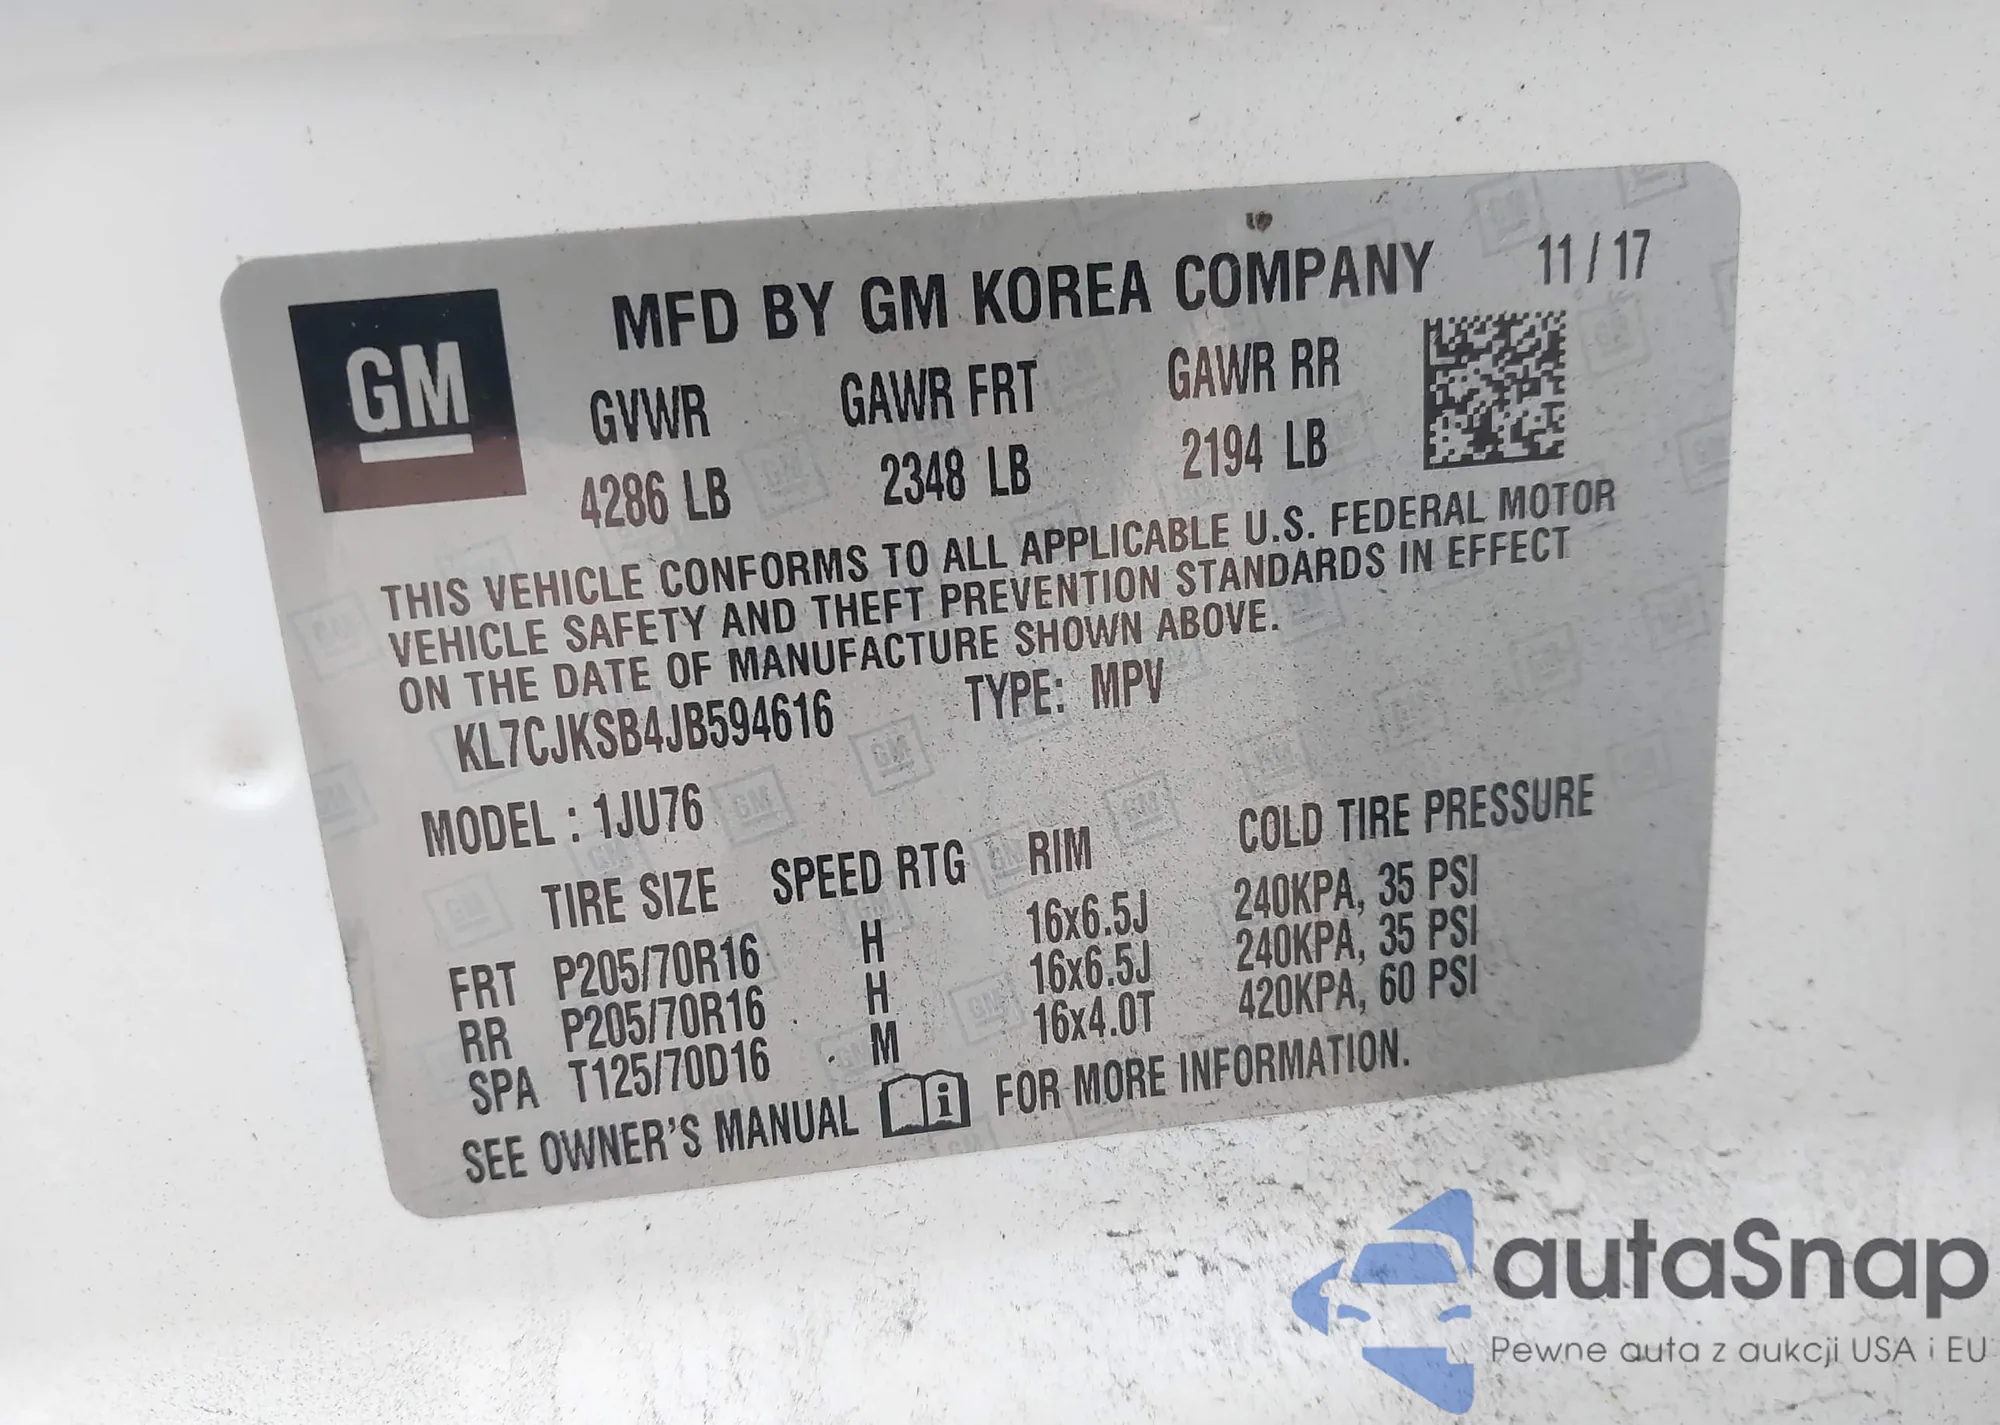 MFD BY GM KOREA COMPANY 11 / 17
GM
GVWR GAWR FRT GAWR RR
4286 LB 2348 LB 2194 LB
THIS VEHICLE CONFORMS TO ALL APPLICABLE U.S. FEDERAL MOTOR
VEHICLE SAFETY AND THEFT PREVENTION STANDARDS IN EFFECT
ON THE DATE OF MANUFACTURE SHOWN ABOVE.
KL7CJKSB4JB594616 TYPE: MPV
MODEL : 1JU76
TIRE SIZE SPEED RTG RIM COLD TIRE PRESSURE
FRT P205/70R16 H 16x6.5J 240KPA, 35 PSI
RR P205/70R16 H 16x6.5J 240KPA, 35 PSI
SPA T125/70D16 M 16x4.0T 420KPA, 60 PSI
SEE OWNER'S MANUAL i FOR MORE INFORMATION.
autaSnap
Pewne auta z aukcji USA i EU